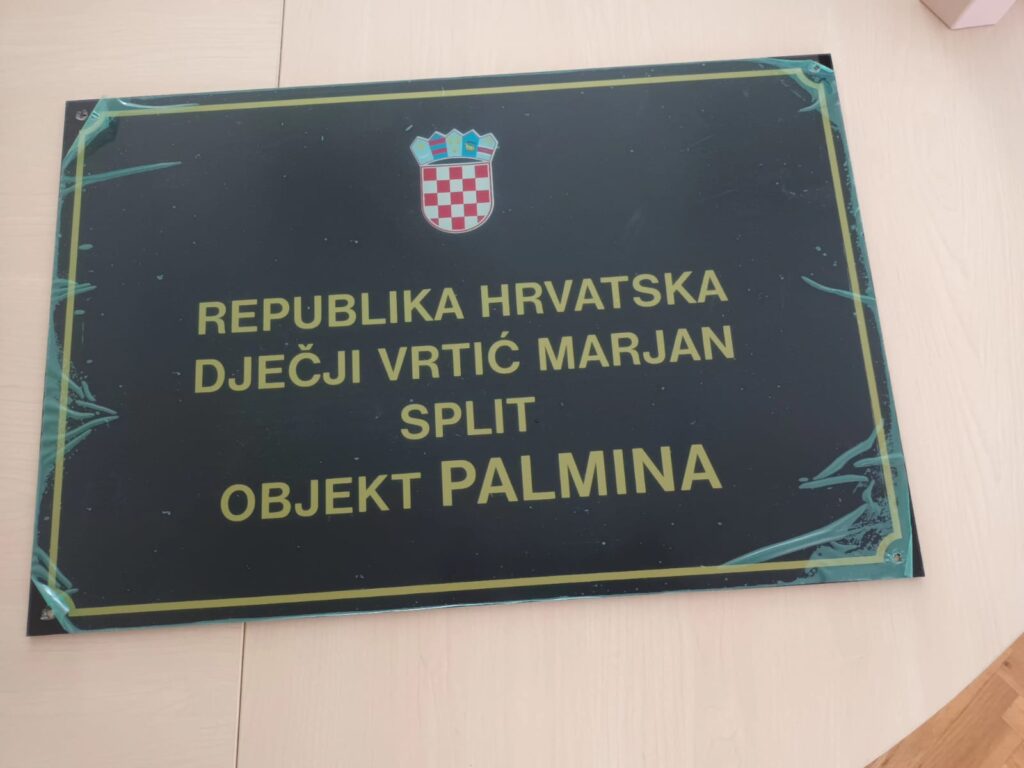 REPUBLIKA HRVATSKA
DJEČJI VRTIĆ MARJAN
SPLIT
OBJEKT PALMINA